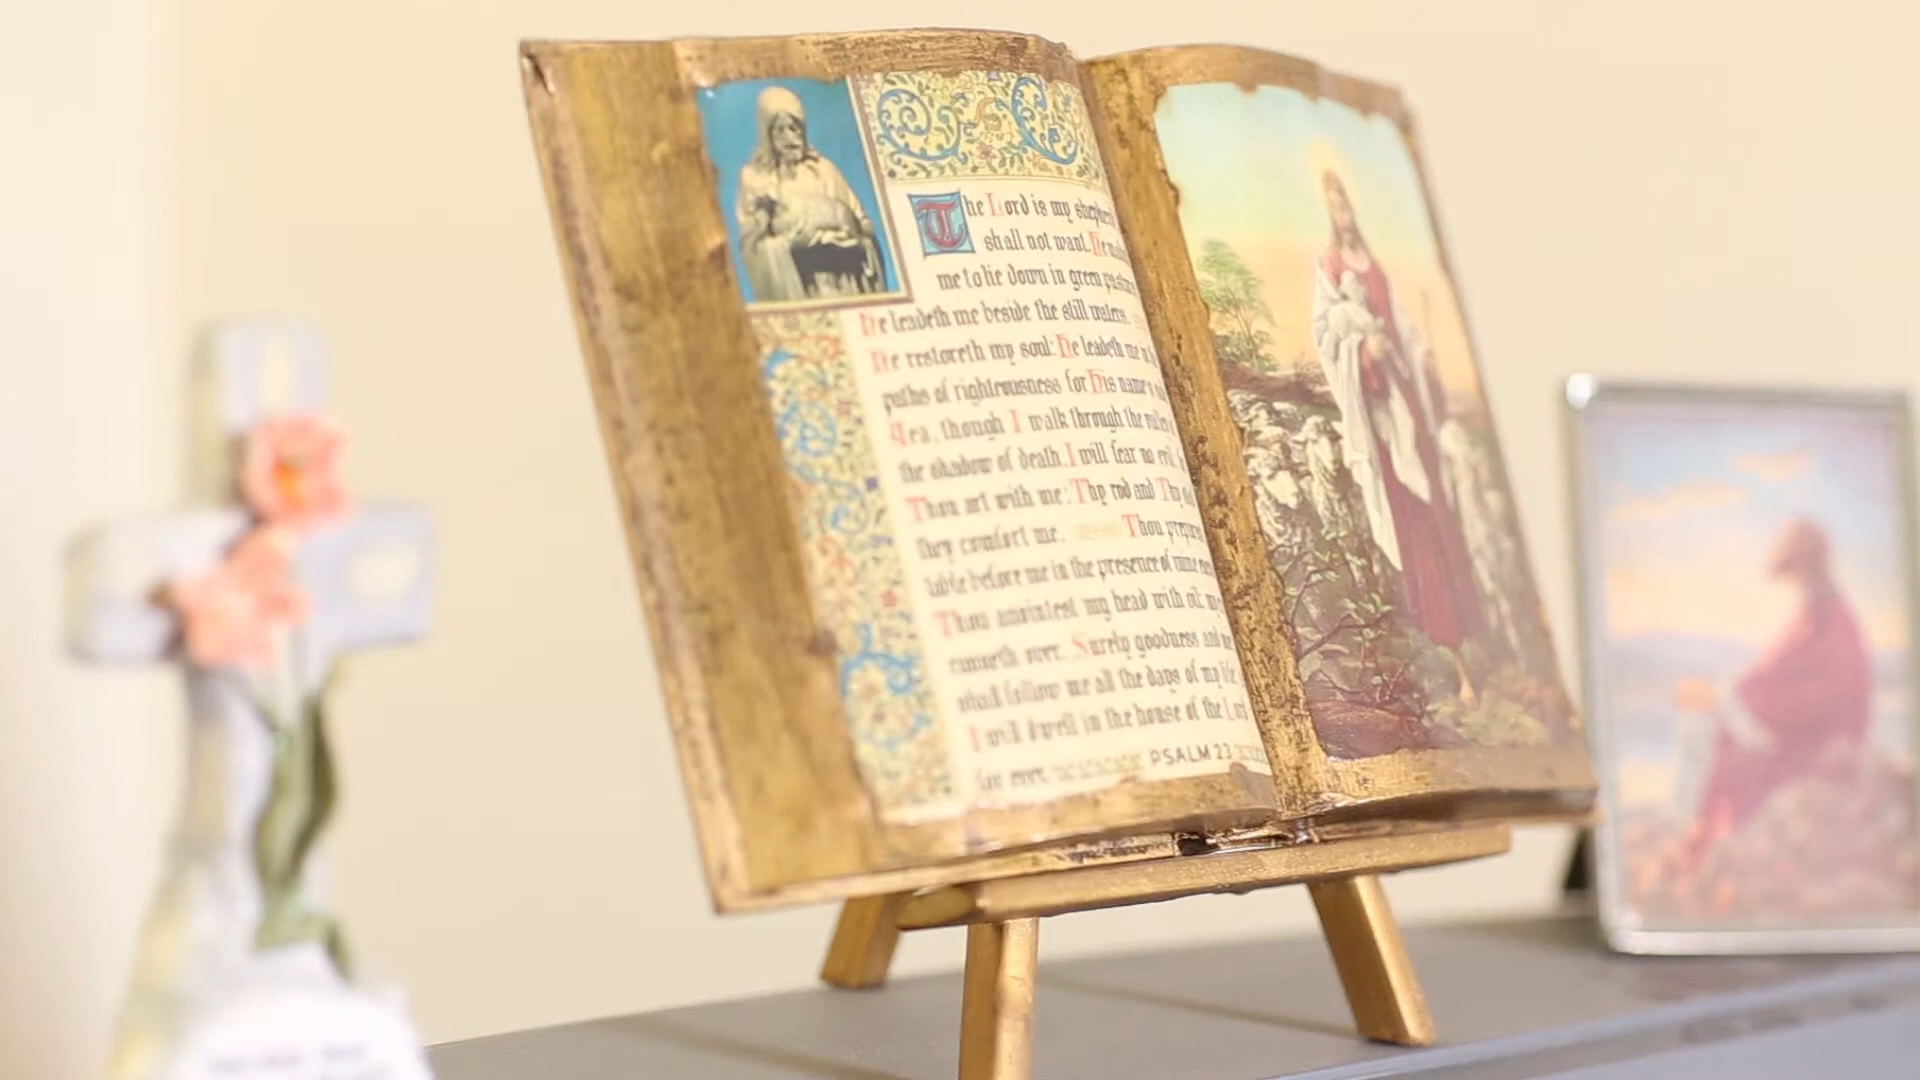 The Lord is my shepherd
shall not want. He
me to lie down in green
He leadeth me beside the still waters.
He restoreth my soul: He leadeth me
paths of righteousness for His name's
Yea, though I walk through the valley
the shadow of death, I will fear no evil,
Thou art with me: Thy rod and Thy
they comfort me. Thou
table before me in the presence of mine
Thou anointest my head with oil: my
runneth over. Surely goodness and
shall follow me all the days of my life,
I will dwell in the house of the Lord
for ever. PSALM 23